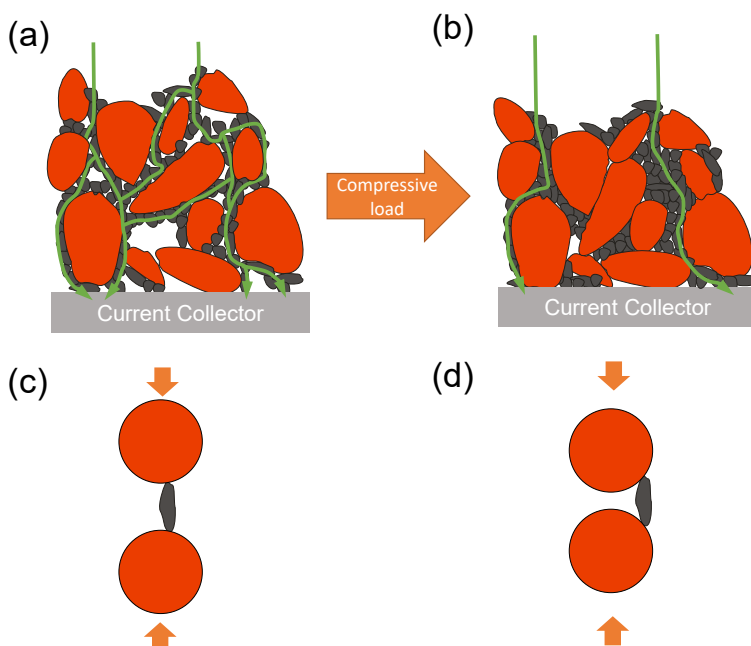 (a)
(b)
Compressive
load
Current Collector
Current Collector
(c)
(d)